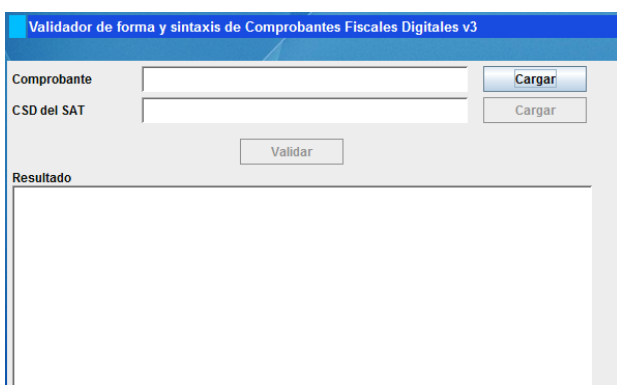 Validador de forma y sintaxis de Comprobantes Fiscales Digitales v3
Comprobante Cargar
CSD del SAT Cargar
Validar
Resultado